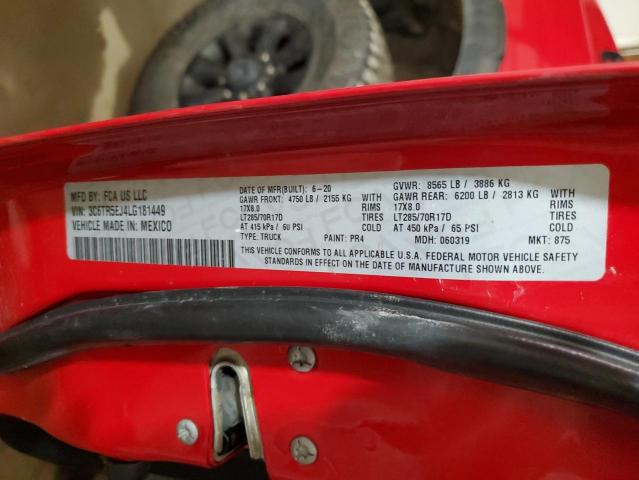 MFD BY: FCA US LLC
VIN: 3C6TR5EJ4LG181449
VEHICLE MADE IN: MEXICO
DATE OF MFR(BUILT): 6-20 GVWR: 8565 LB / 3886 KG
GAWR FRONT: 4750 LB / 2155 KG WITH GAWR REAR: 6200 LB / 2813 KG WITH
17X8.0 RIMS 17X8.0 RIMS
LT285/70R17D TIRES LT285/70R17D TIRES
AT 415 kPa / 60 PSI COLD AT 450 kPa / 65 PSI COLD
TYPE: TRUCK PAINT: PR4 MDH: 060319 MKT: 875
THIS VEHICLE CONFORMS TO ALL APPLICABLE U.S.A. FEDERAL MOTOR VEHICLE SAFETY
STANDARDS IN EFFECT ON THE DATE OF MANUFACTURE SHOWN ABOVE.